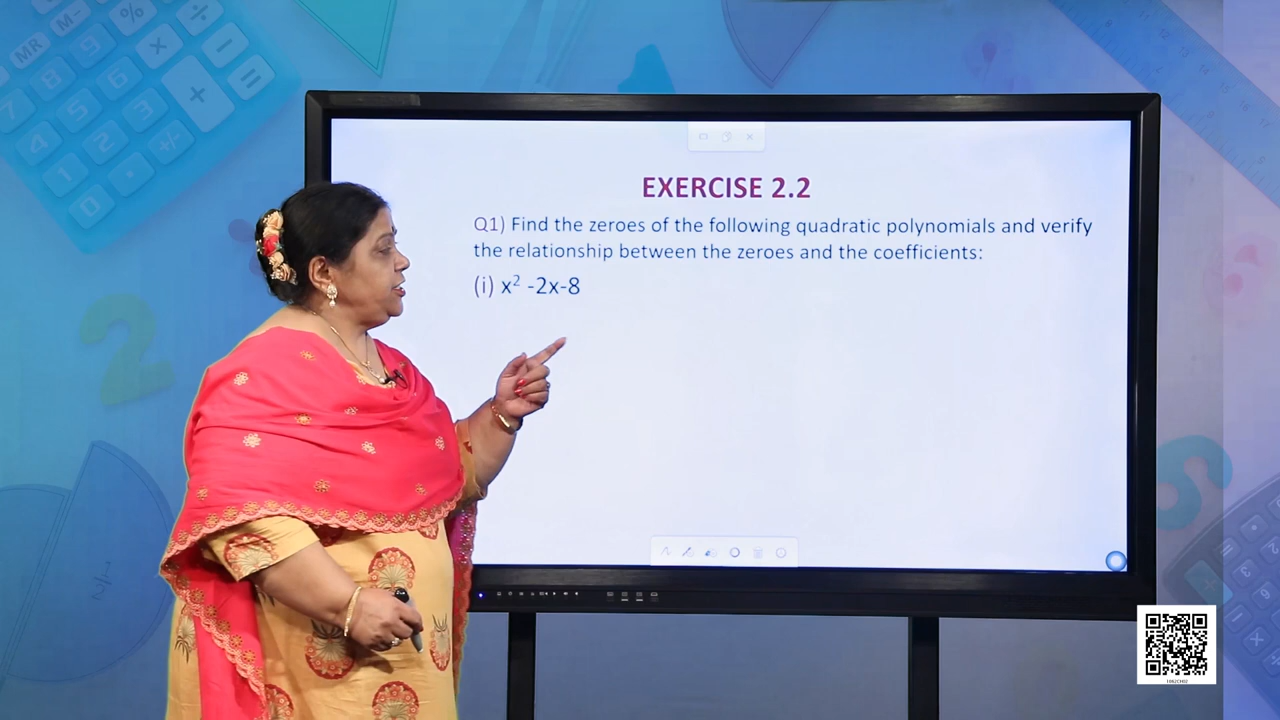 EXERCISE 2.2
Q1) Find the zeroes of the following quadratic polynomials and verify
the relationship between the zeroes and the coefficients:
(i) x² -2x-8
1062CH02